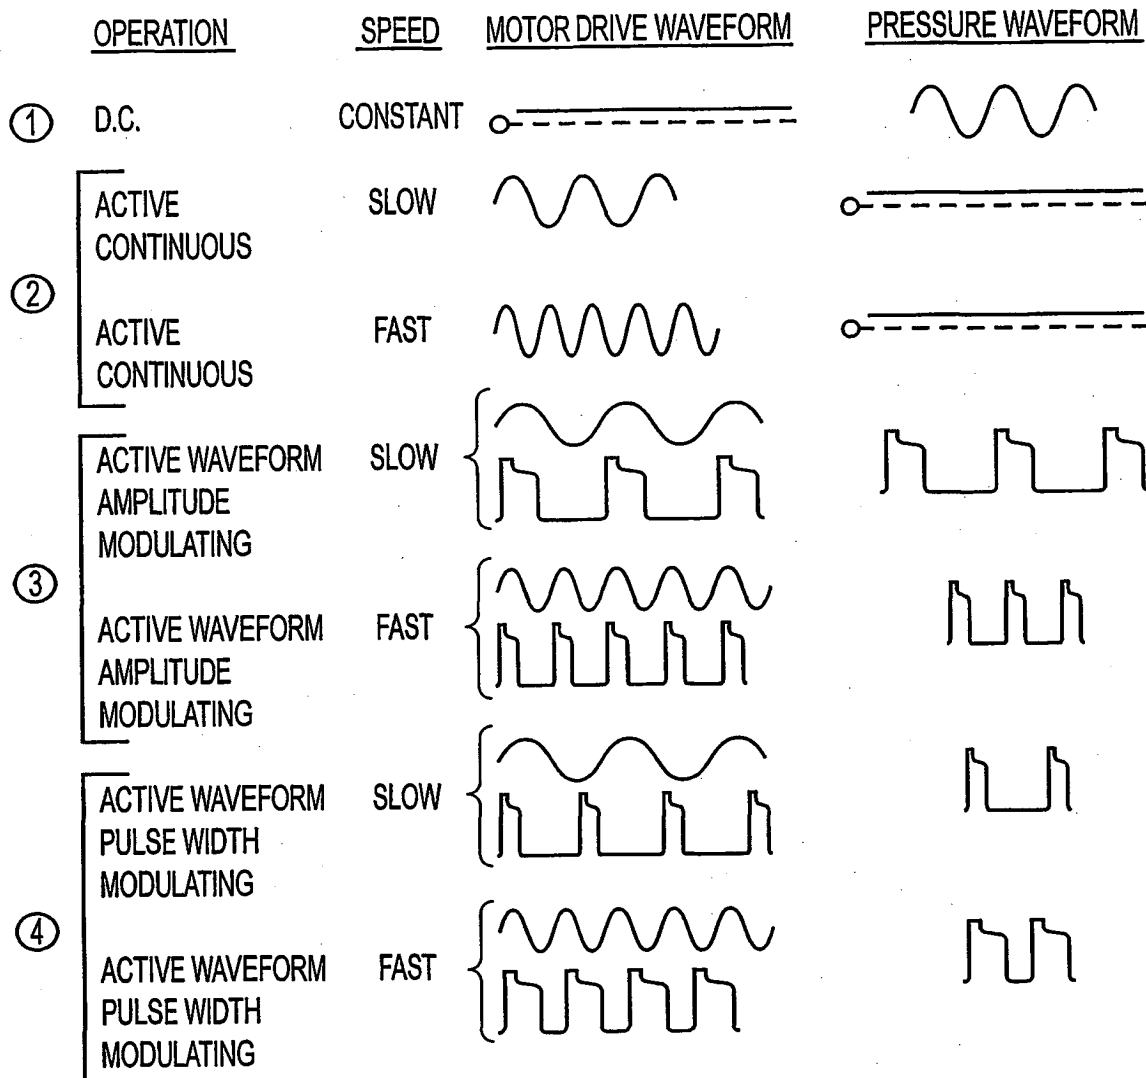 OPERATION SPEED MOTOR DRIVE WAVEFORM PRESSURE WAVEFORM
1 D.C. CONSTANT
ACTIVE SLOW
CONTINUOUS
2
ACTIVE FAST
CONTINUOUS
ACTIVE WAVEFORM SLOW
AMPLITUDE
MODULATING
3
ACTIVE WAVEFORM FAST
AMPLITUDE
MODULATING
ACTIVE WAVEFORM SLOW
PULSE WIDTH
MODULATING
4
ACTIVE WAVEFORM FAST
PULSE WIDTH
MODULATING